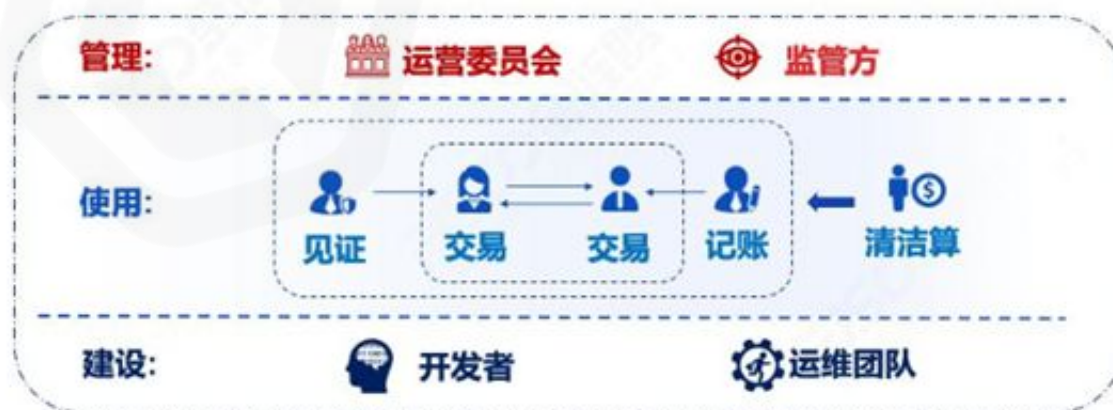 管理: 运营委员会 监管方
使用: 见证 交易 交易 记账 清洁算
建设: 开发者 运维团队